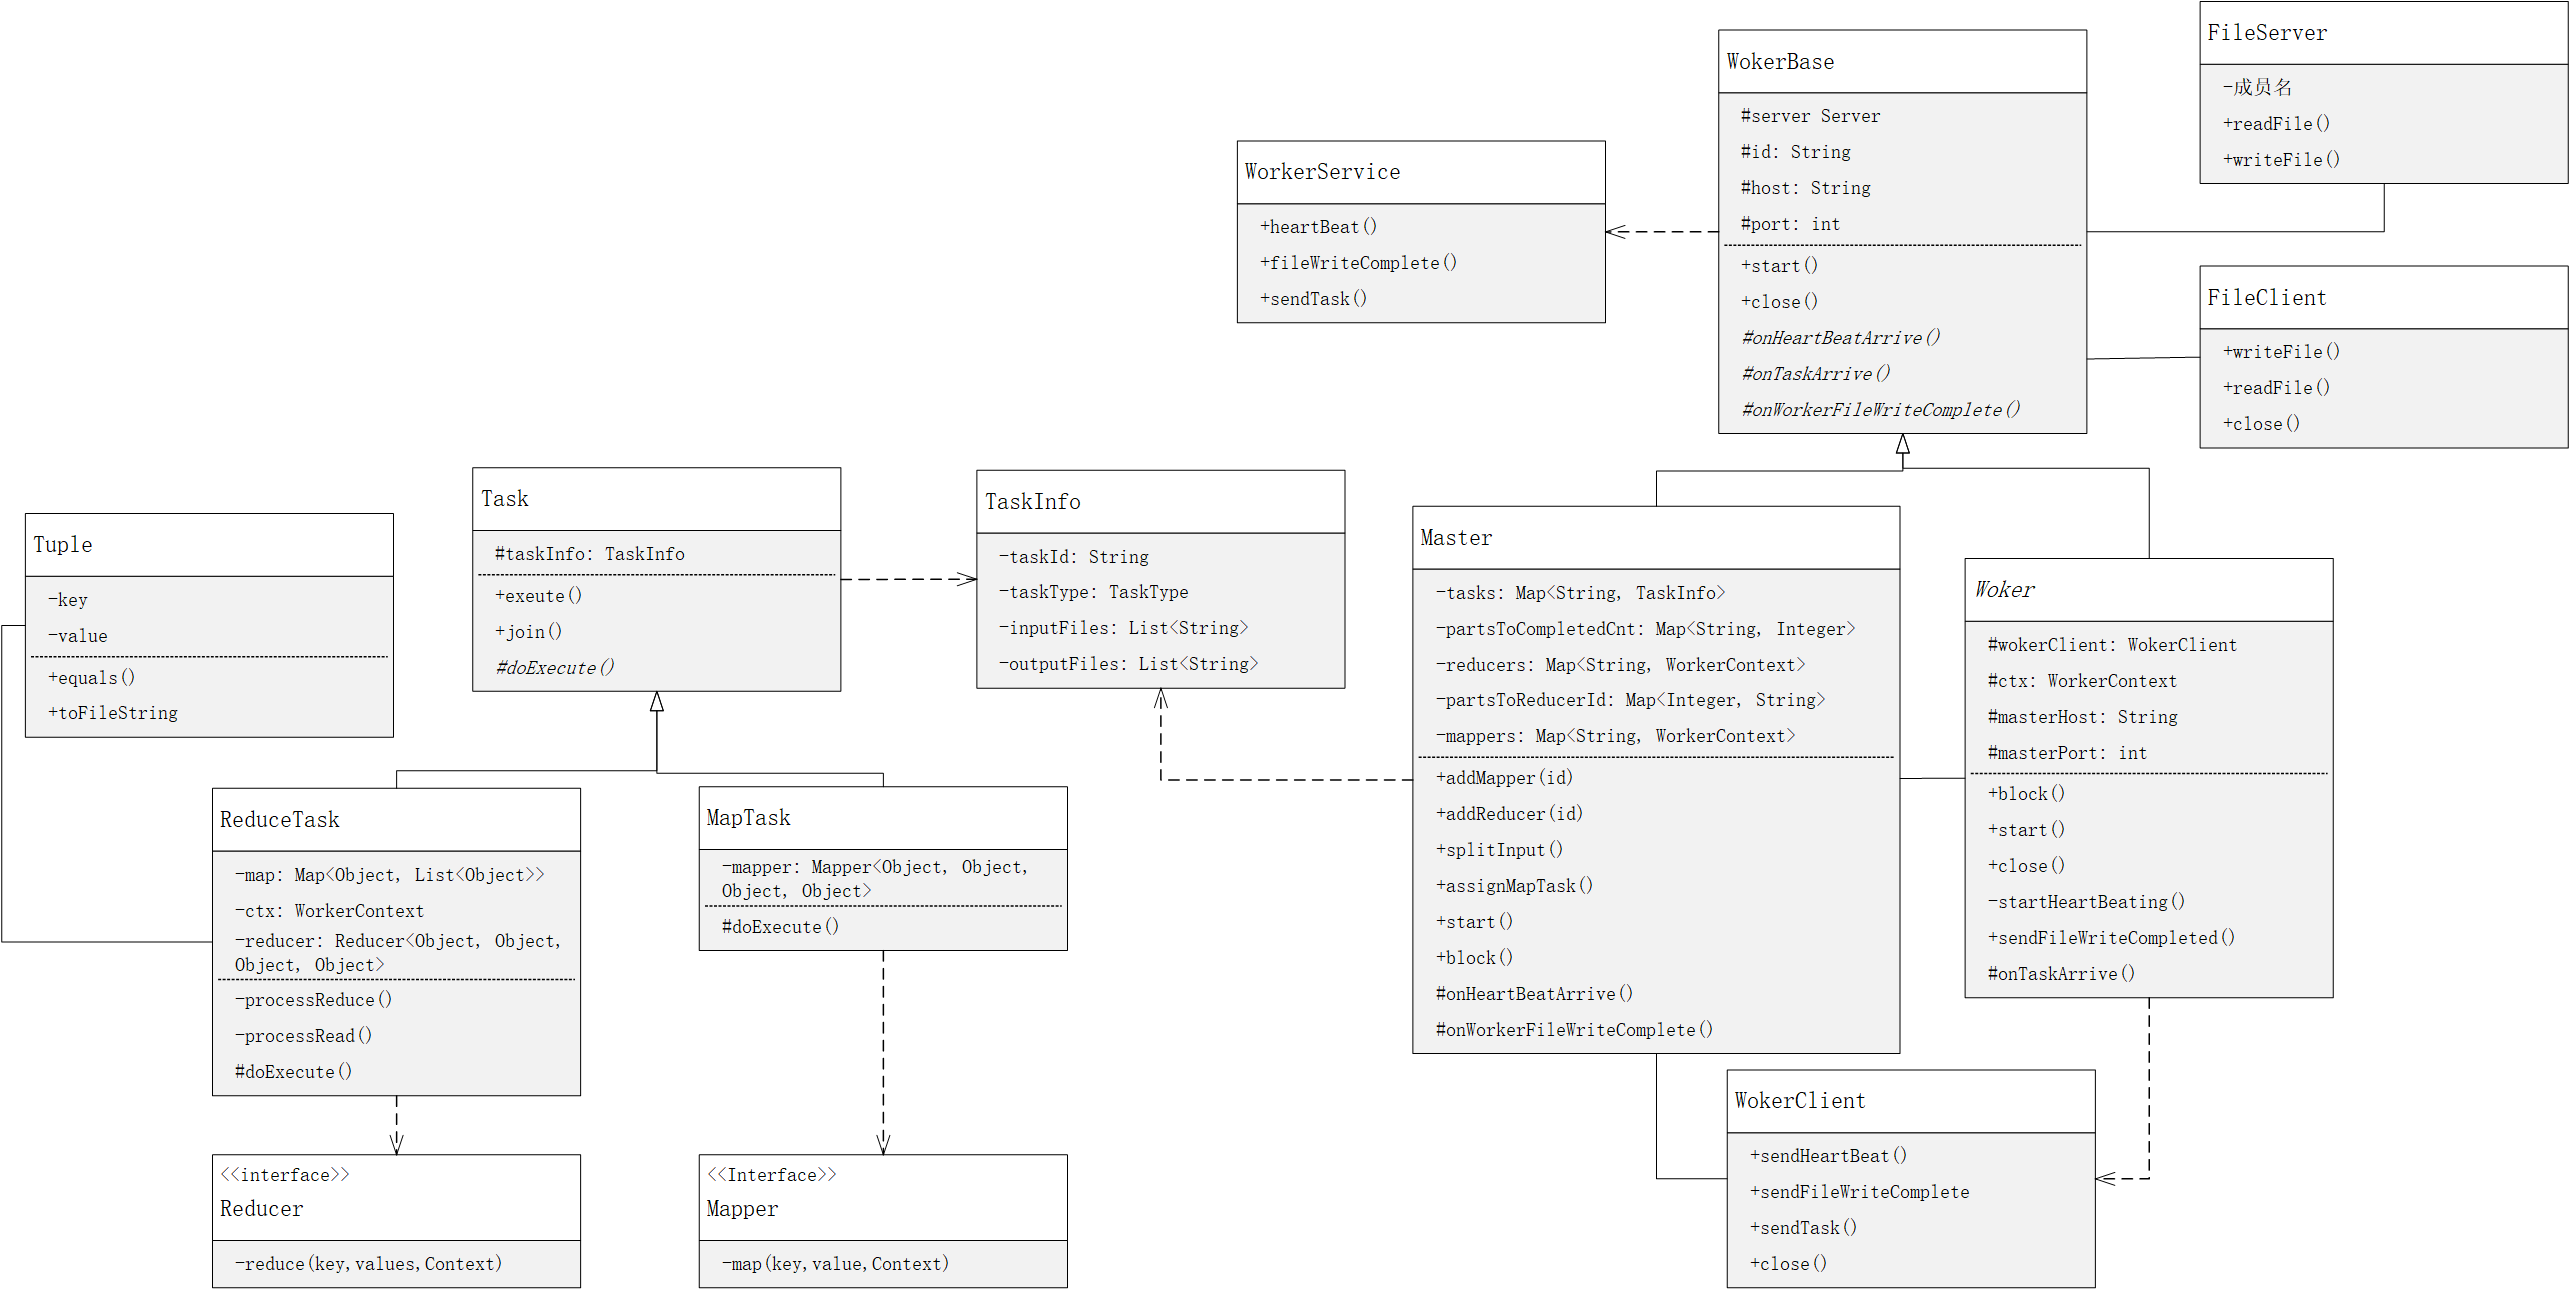 FileServer
-成员名
+readFile()
+writeFile()
WokerBase
#server Server
#id: String
#host: String
#port: int
+start()
+close()
#onHeartBeatArrive()
#onTaskArrive()
#onWorkerFileWriteComplete()
WorkerService
+heartBeat()
+fileWriteComplete()
+sendTask()
FileClient
+writeFile()
+readFile()
+close()
Task
#taskInfo: TaskInfo
+exeute()
+join()
#doExecute()
TaskInfo
-taskId: String
-taskType: TaskType
-inputFiles: List<String>
-outputFiles: List<String>
Tuple
-key
-value
+equals()
+toFileString
Master
-tasks: Map<String, TaskInfo>
-partsToCompletedCnt: Map<String, Integer>
-reducers: Map<String, WorkerContext>
-partsToReducerId: Map<Integer, String>
-mappers: Map<String, WorkerContext>
+addMapper(id)
+addReducer(id)
+splitInput()
+assignMapTask()
+start()
+block()
#onHeartBeatArrive()
#onWorkerFileWriteComplete()
Woker
#wokerClient: WokerClient
#ctx: WorkerContext
#masterHost: String
#masterPort: int
+block()
+start()
+close()
-startHeartBeating()
+sendFileWriteCompleted()
#onTaskArrive()
ReduceTask
-map: Map<Object, List<Object>>
-ctx: WorkerContext
-reducer: Reducer<Object, Object,
Object, Object>
-processReduce()
-processRead()
#doExecute()
MapTask
-mapper: Mapper<Object, Object,
Object, Object>
#doExecute()
WokerClient
+sendHeartBeat()
+sendFileWriteComplete
+sendTask()
+close()
<<interface>>
Reducer
-reduce(key,values,Context)
<<Interface>>
Mapper
-map(key,value,Context)